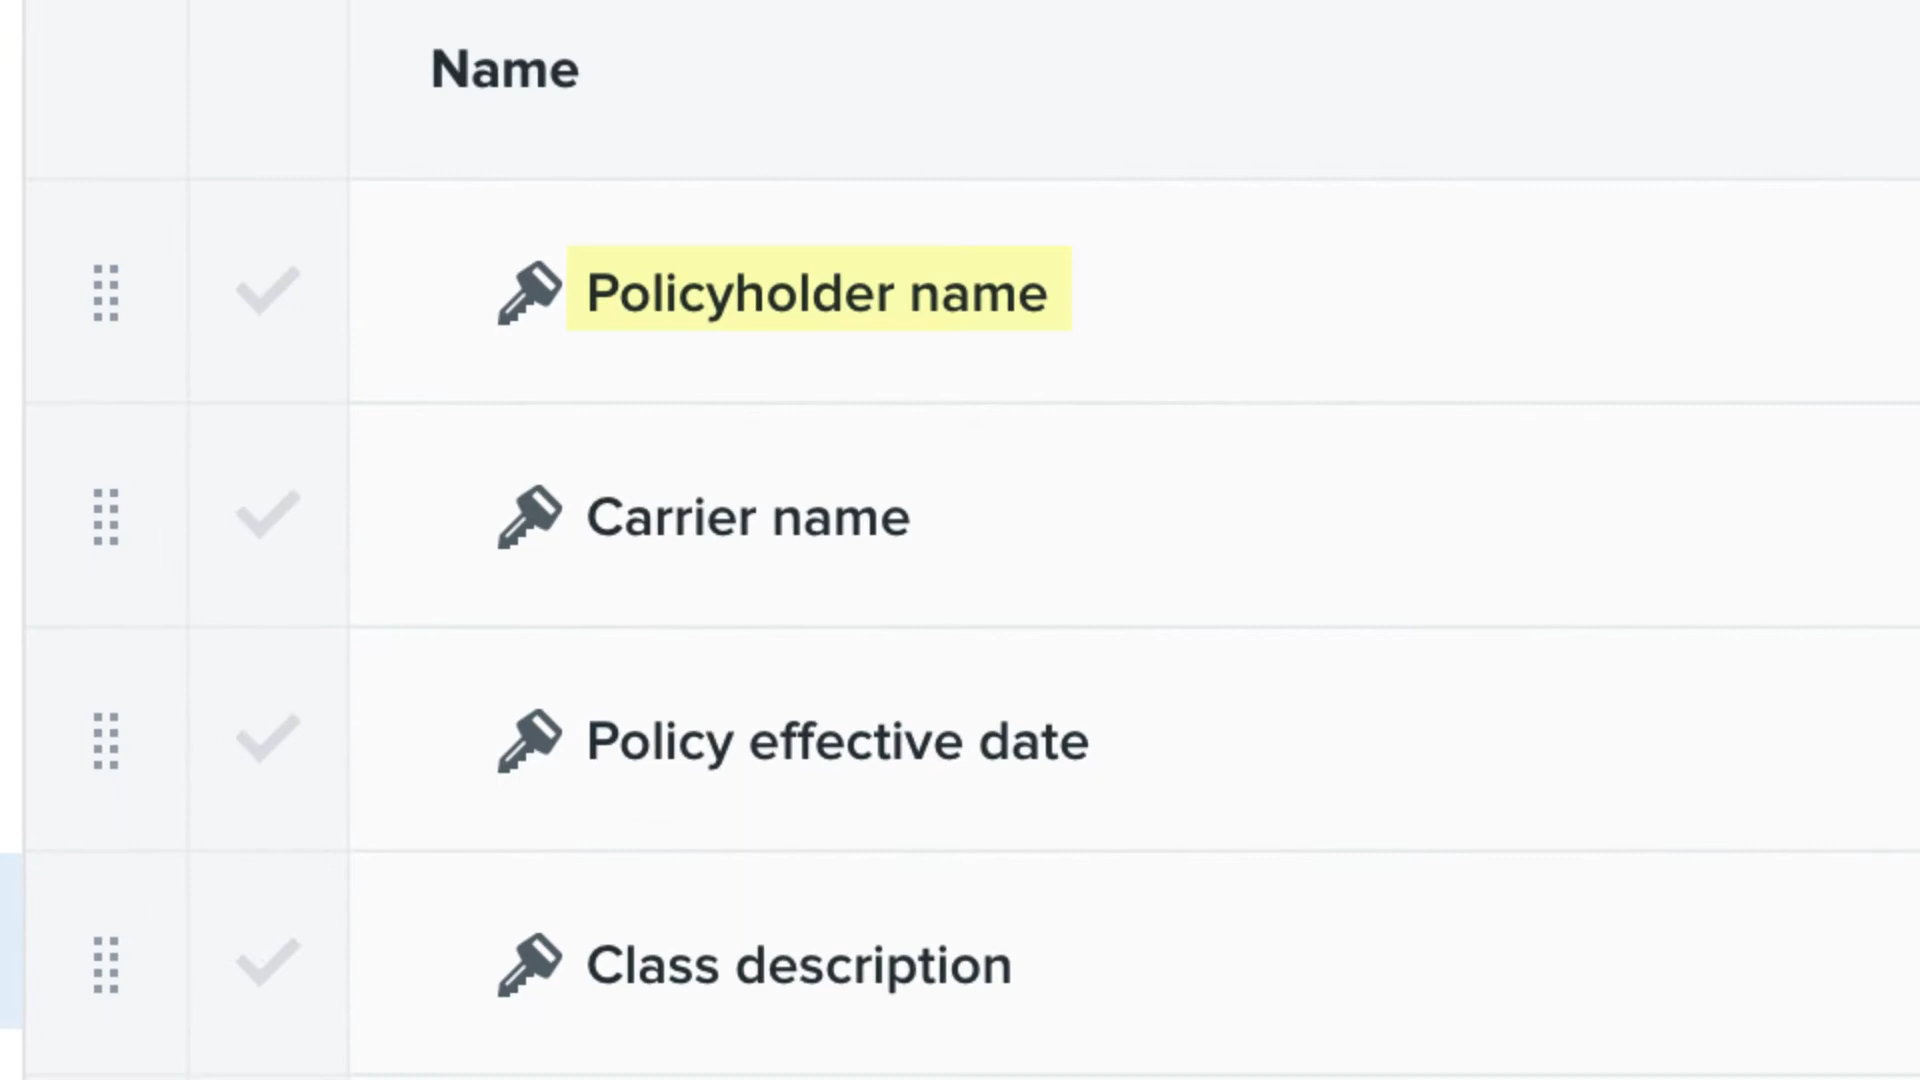 Name
Policyholder name
Carrier name
Policy effective date
Class description